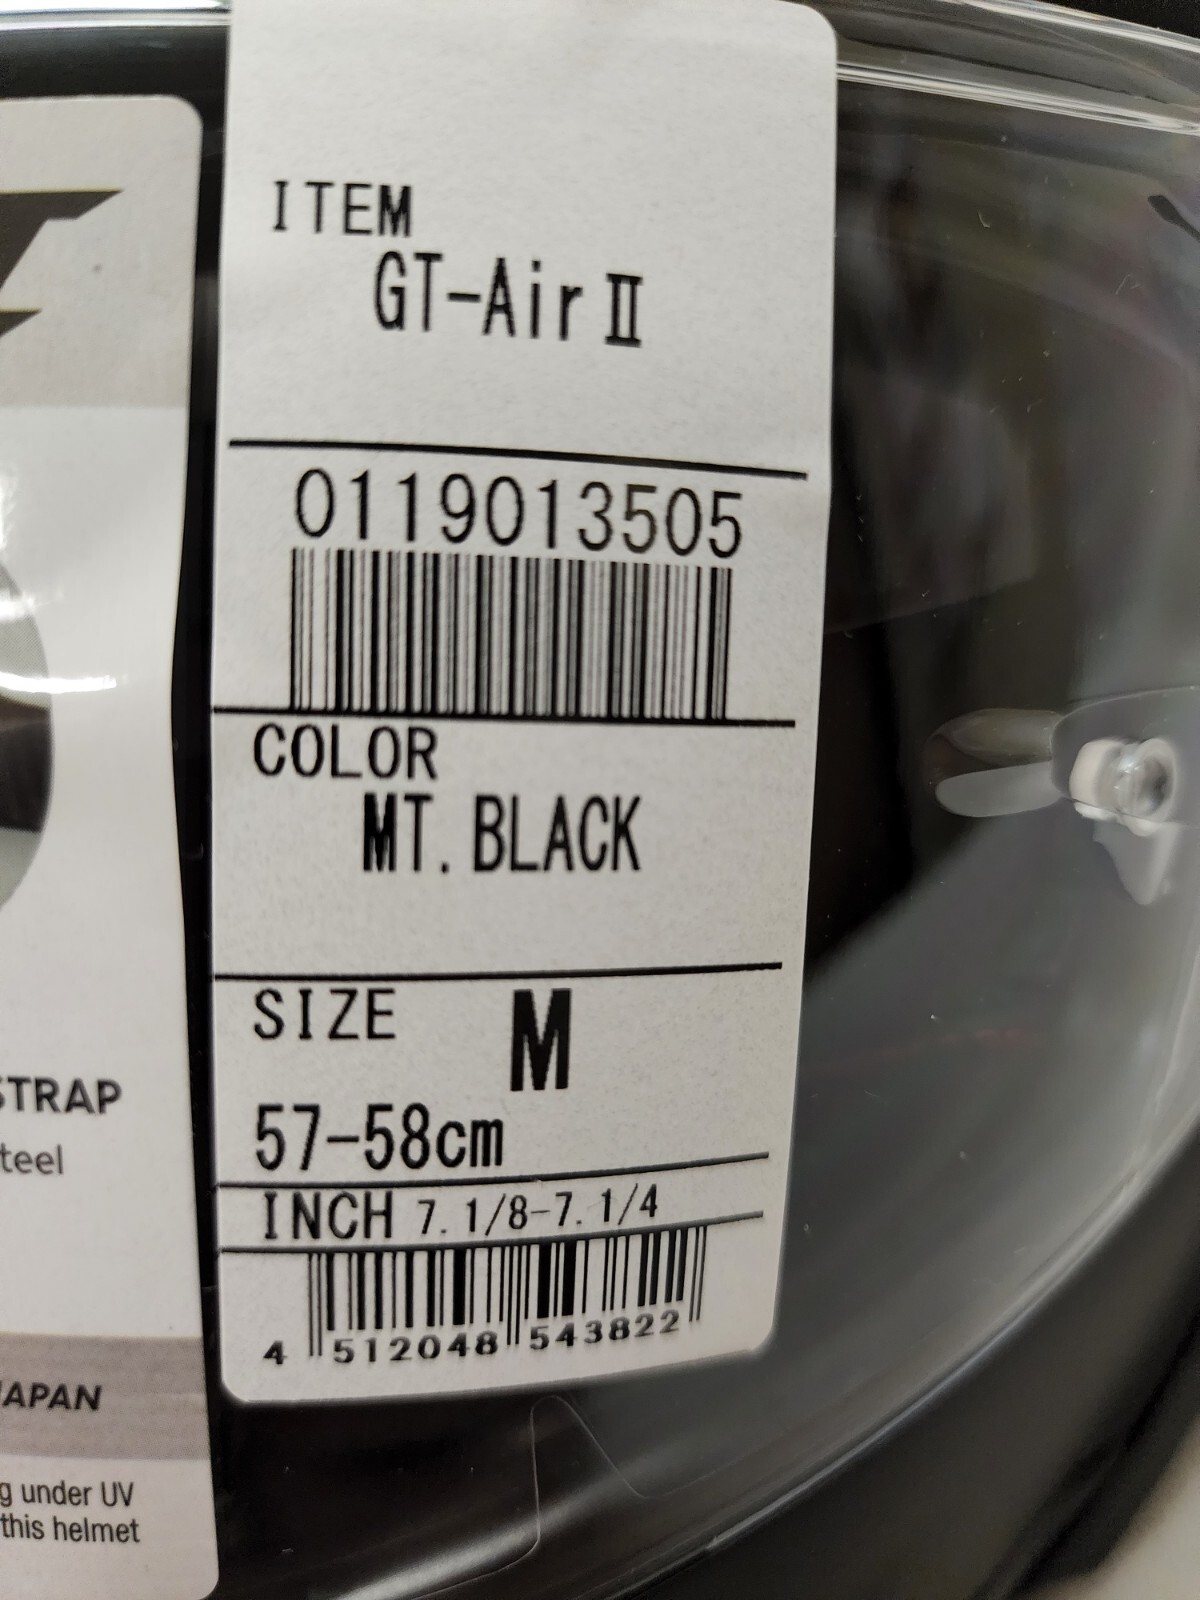 ITEM
GT-Air Ⅱ
0119013505
COLOR
MT. BLACK
SIZE M
57-58cm
INCH 7. 1/8-7. 1/4
4 512048 543822
STRAP
teel
JAPAN
g under UV
this helmet